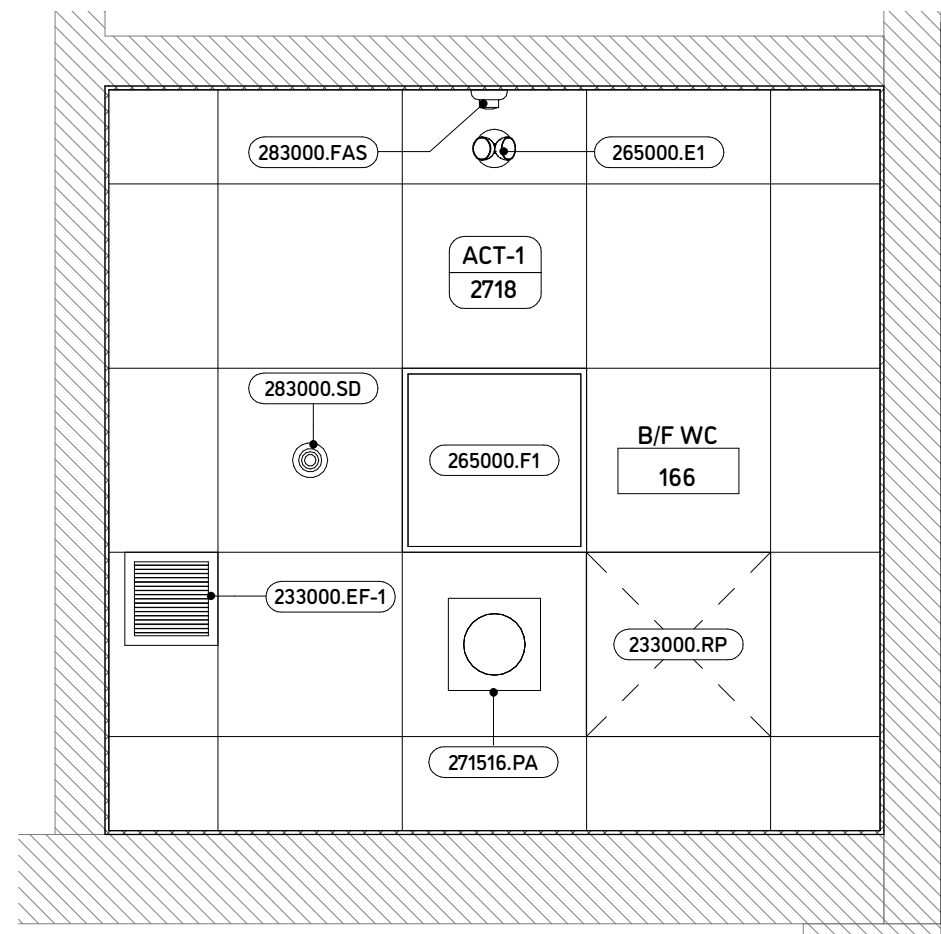 283000.FAS
265000.E1
ACT-1
2718
283000.SD
265000.F1
B/F WC
166
233000.EF-1
233000.RP
271516.PA